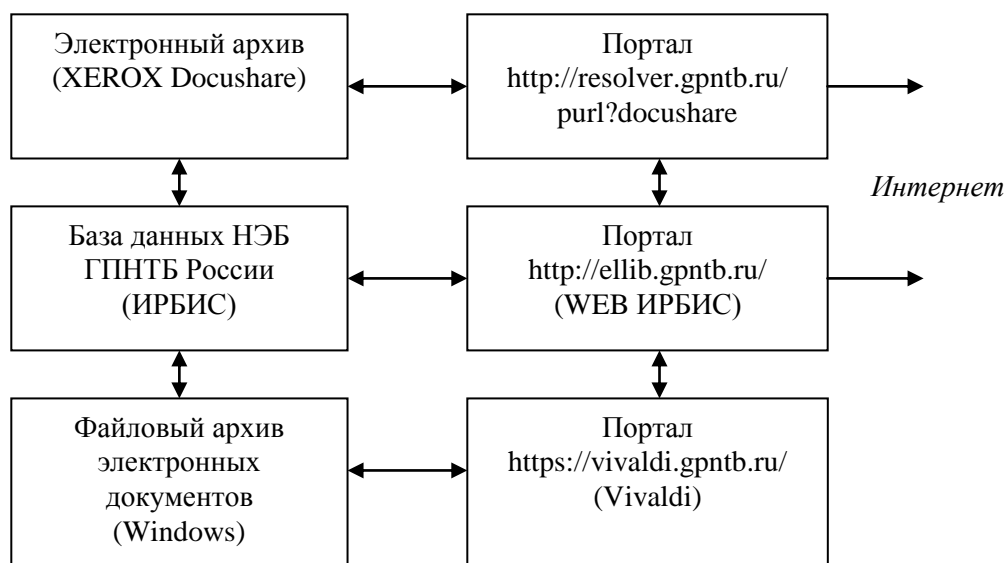 Электронный архив
(XEROX Docushare)
Портал
http://resolver.gpntb.ru/
purl?docushare
Интернет
База данных НЭБ
ГПНТБ России
(ИРБИС)
Портал
http://ellib.gpntb.ru/
(WEB ИРБИС)
Файловый архив
электронных
документов
(Windows)
Портал
https://vivaldi.gpntb.ru/
(Vivaldi)